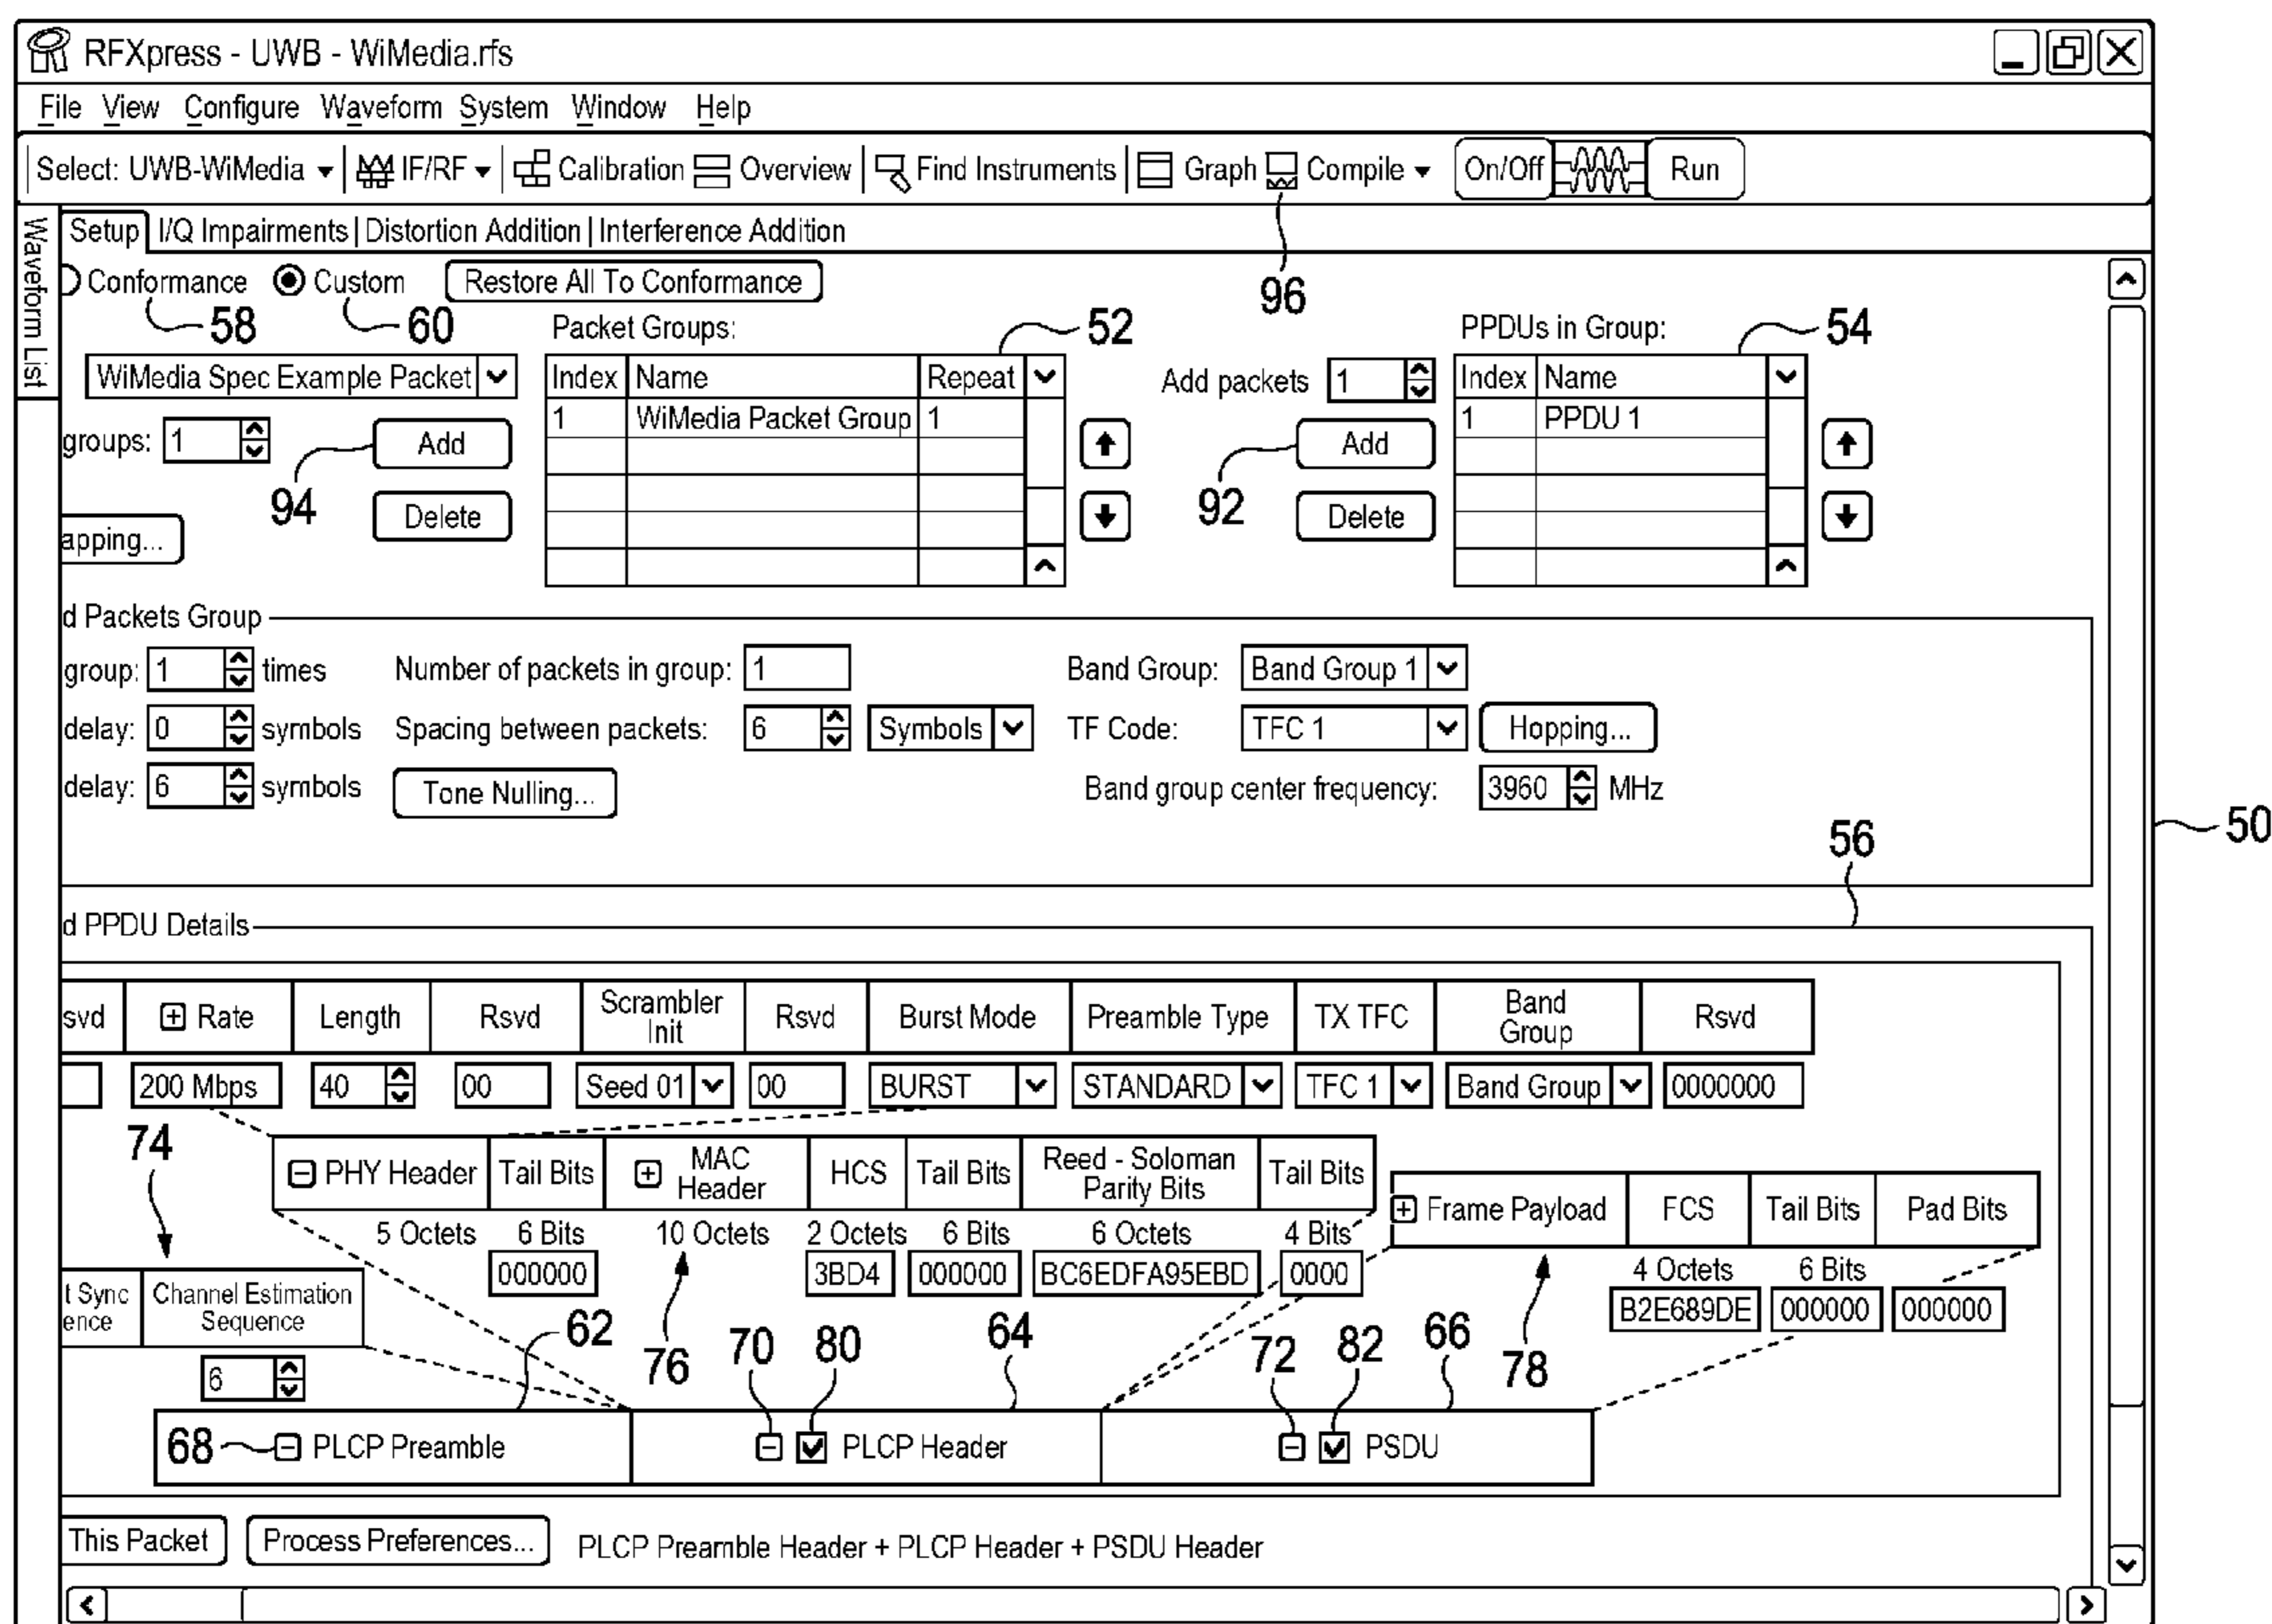 RFXpress - UWB - WiMedia.rfs
File View Configure Waveform System Window Help
Select: UWB-WiMedia IF/RF Calibration Overview Find Instruments Graph Compile On/Off Run
Waveform List
Setup I/Q Impairments Distortion Addition Interference Addition
Conformance Custom Restore All To Conformance
96
58 60 Packet Groups: 52 PPDUs in Group: 54
WiMedia Spec Example Packet Index Name Repeat Add packets 1 Index Name
1 WiMedia Packet Group 1 1 PPDU 1
groups: 1 Add Add
94 Delete 92 Delete
apping...
d Packets Group
group: 1 times Number of packets in group: 1 Band Group: Band Group 1
delay: 0 symbols Spacing between packets: 6 Symbols TF Code: TFC 1 Hopping...
delay: 6 symbols Tone Nulling... Band group center frequency: 3960 MHz
50
56
d PPDU Details
svd Rate Length Rsvd Scrambler Init Rsvd Burst Mode Preamble Type TX TFC Band Group Rsvd
200 Mbps 40 00 Seed 01 00 BURST STANDARD TFC 1 Band Group 0000000
74
PHY Header Tail Bits MAC Header HCS Tail Bits Reed - Soloman Parity Bits Tail Bits
Frame Payload FCS Tail Bits Pad Bits
5 Octets 6 Bits 10 Octets 2 Octets 6 Bits 6 Octets 4 Bits
000000 3BD4 000000 BC6EDFA95EBD 0000
4 Octets 6 Bits
B2E689DE 000000 000000
t Sync ence Channel Estimation Sequence
62 76 70 80 64 72 82 66 78
6
68 PLCP Preamble PLCP Header PSDU
This Packet Process Preferences... PLCP Preamble Header + PLCP Header + PSDU Header